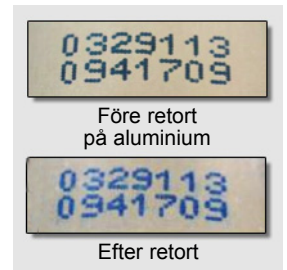 0329113
0941709
Före retort
på aluminium
0329113
0941709
Efter retort